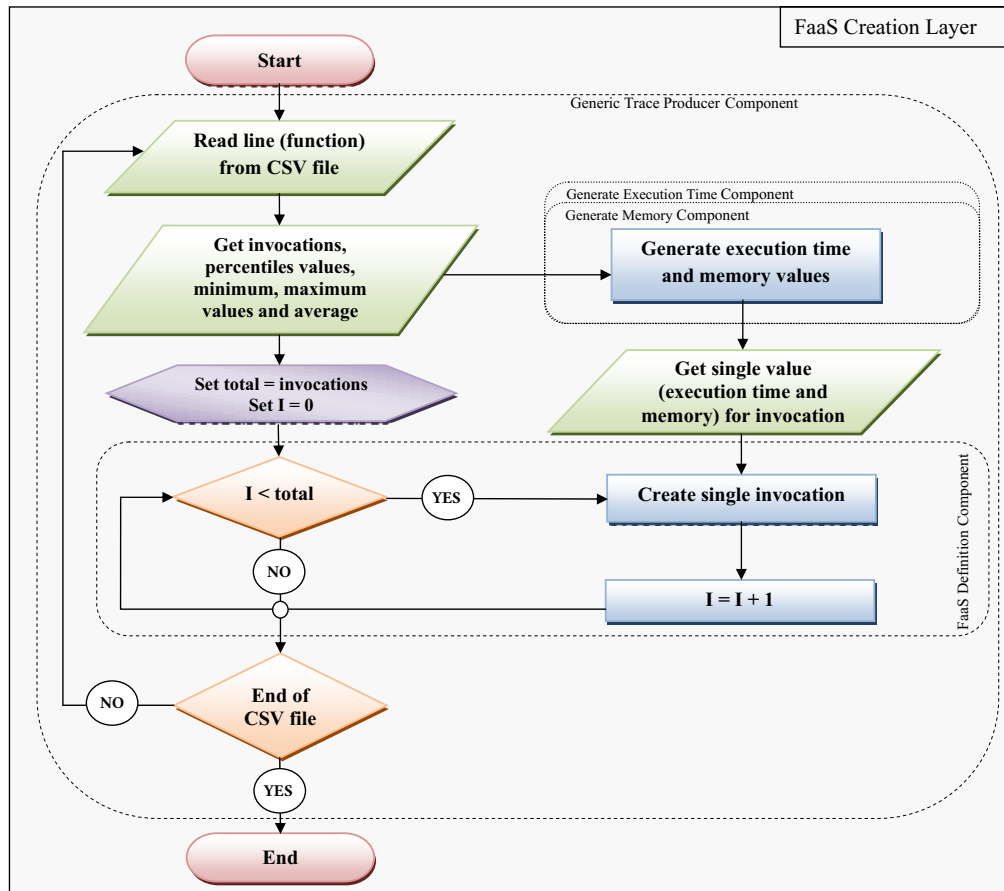 FaaS Creation Layer
Start
Generic Trace Producer Component
Read line (function)
from CSV file
Generate Execution Time Component
Generate Memory Component
Get invocations,
percentiles values,
minimum, maximum
values and average
Generate execution time
and memory values
Set total = invocations
Set I = 0
Get single value
(execution time and
memory) for invocation
I < total
YES
Create single invocation
FaaS Definition Component
NO
I = I + 1
NO
End of
CSV file
YES
End